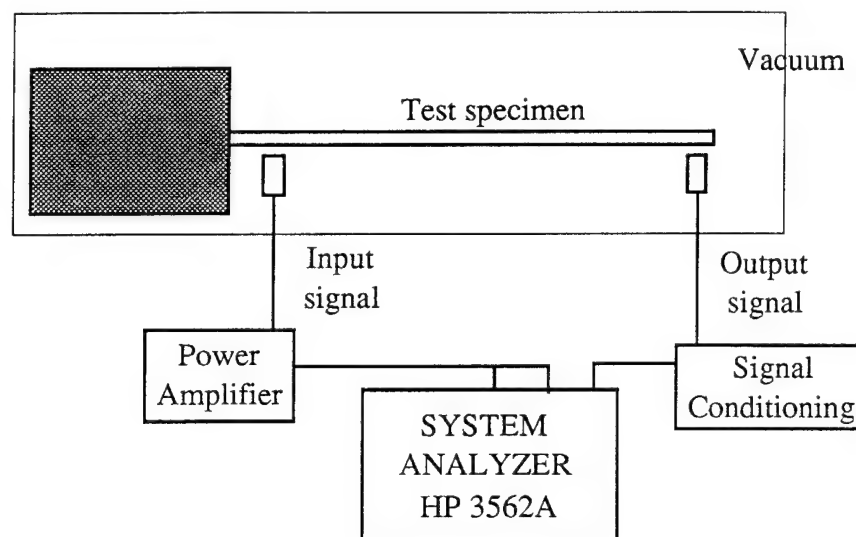 Vacuum
Test specimen
Input
signal
Output
signal
Power
Amplifier
Signal
Conditioning
SYSTEM
ANALYZER
HP 3562A